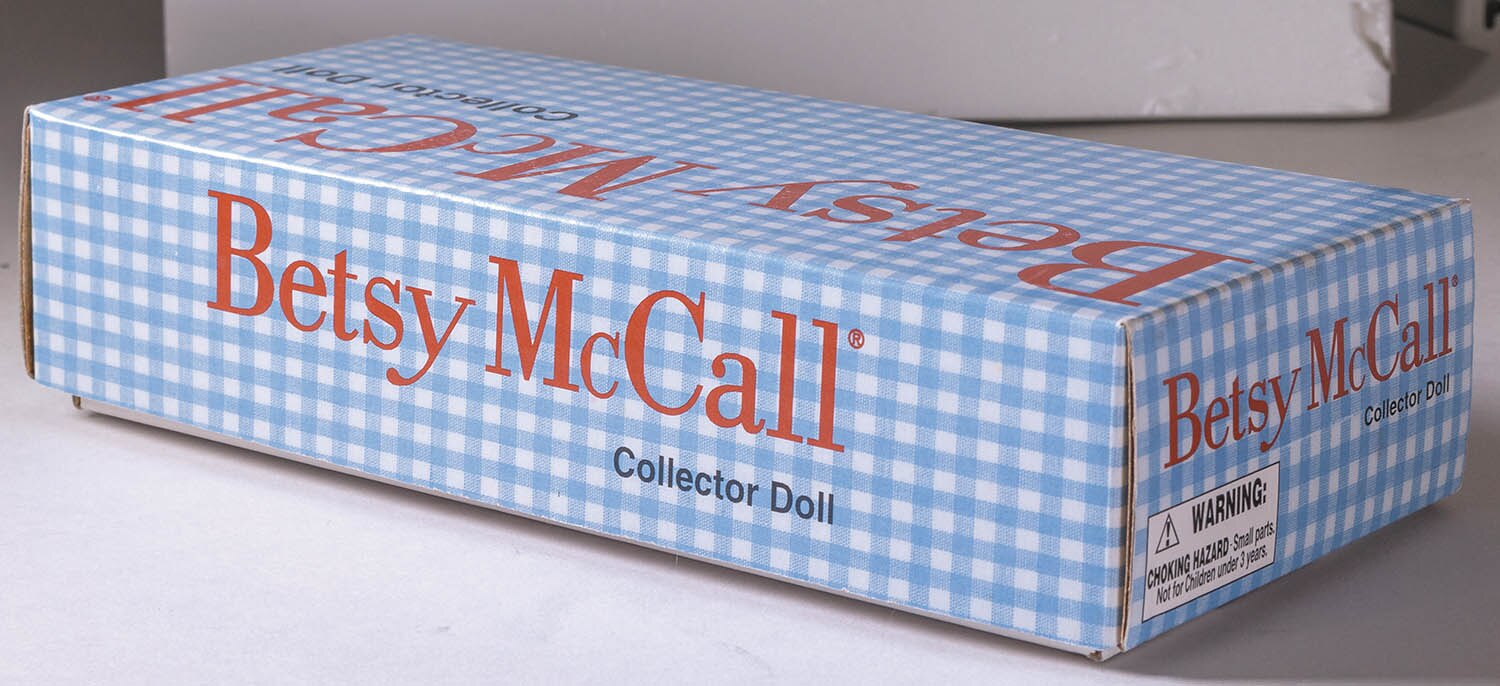 Betsy McCall®
Collector Doll
Betsy McCall®
Collector Doll
Betsy McCall®
Collector Doll
WARNING:
CHOKING HAZARD-Small parts.
Not for Children under 3 years.